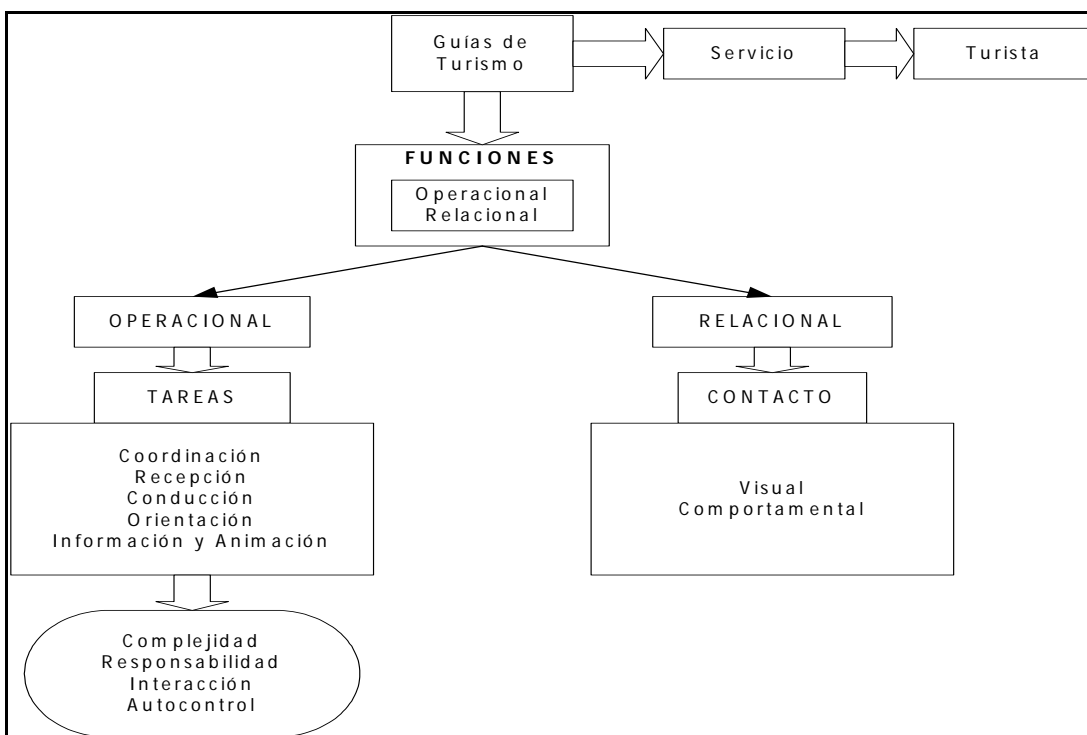 Guías de
Turismo
Servicio
Turista
FUNCIONES
Operacional
Relacional
OPERACIONAL
RELACIONAL
TAREAS
CONTACTO
Coordinación
Recepción
Conducción
Orientación
Información y Animación
Visual
Comportamental
Complejidad
Responsabilidad
Interacción
Autocontrol